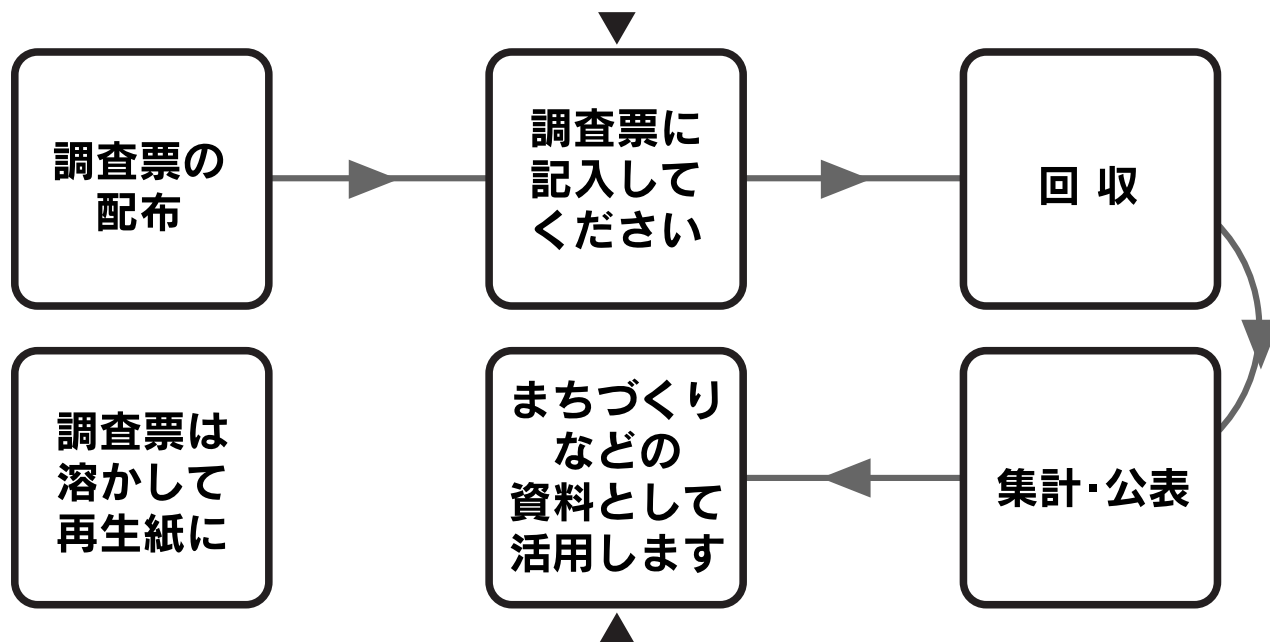 調査票の
配布
調査票に
記入して
ください
回 収
調査票は
溶かして
再生紙に
まちづくり
などの
資料として
活用します
集計・公表